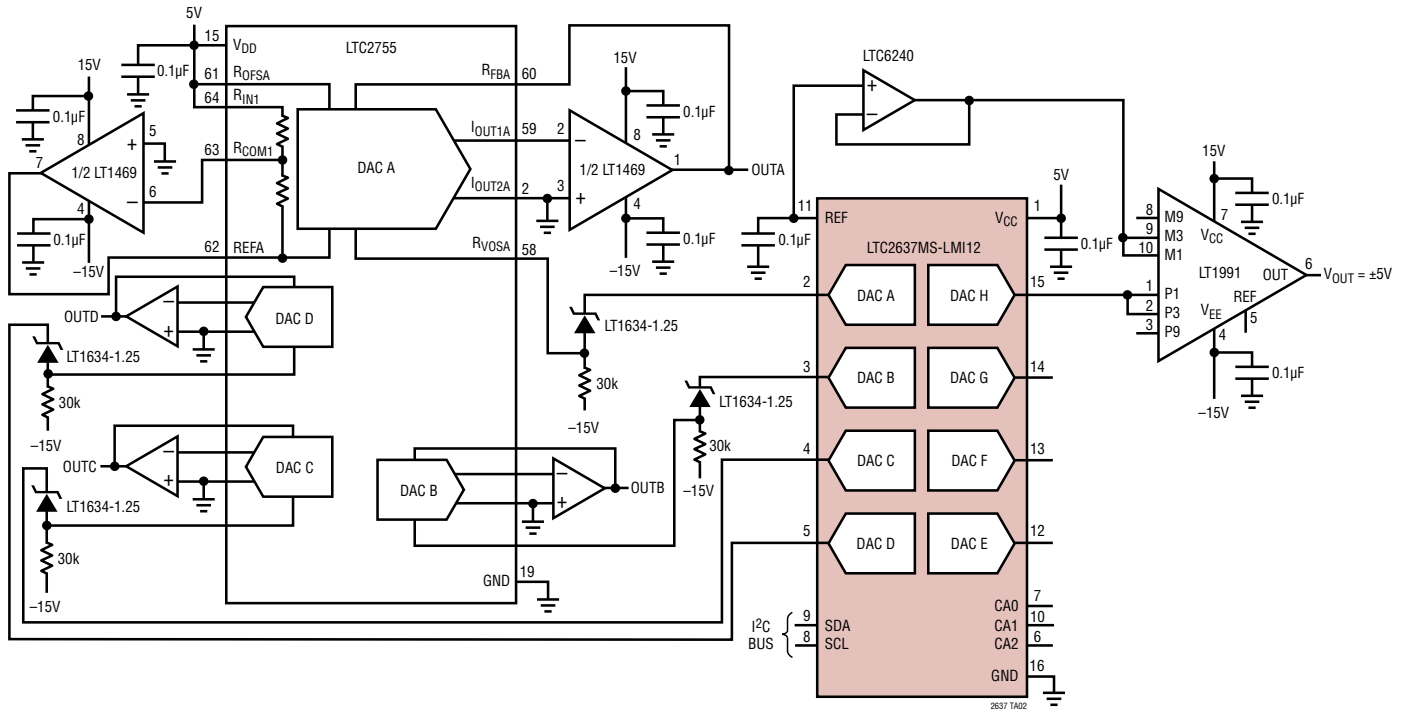 5V
15 VDD
LTC2755
0.1µF
61 ROFSA
64 RIN1
63 RCOM1
62 REFA
RFBA 60
IOUT1A 59
IOUT2A 2
RVOSA 58
DAC A
15V
0.1µF
8
5
+
7
1/2 LT1469
6
−
4
0.1µF
−15V
15V
0.1µF
2
8
−
1/2 LT1469
1
OUTA
3
+
4
0.1µF
−15V
OUTD
−
+
DAC D
LT1634-1.25
30k
−15V
OUTC
−
+
DAC C
LT1634-1.25
30k
−15V
DAC B
−
+
OUTB
GND 19
LT1634-1.25
30k
−15V
LT1634-1.25
30k
−15V
LTC6240
+
−
0.1µF
11 REF
VCC 1
5V
0.1µF
LTC2637MS-LMI12
2 DAC A
DAC H 15
3 DAC B
DAC G 14
4 DAC C
DAC F 13
5 DAC D
DAC E 12
CA0 7
I2C
BUS
9 SDA
8 SCL
CA1 10
CA2 6
GND 16
2637 TA02
15V
0.1µF
7
VCC
8 M9
9 M3
10 M1
LT1991
OUT 6
VOUT = ±5V
1 P1
2 P3
3 P9
REF
5
VEE
4
0.1µF
−15V